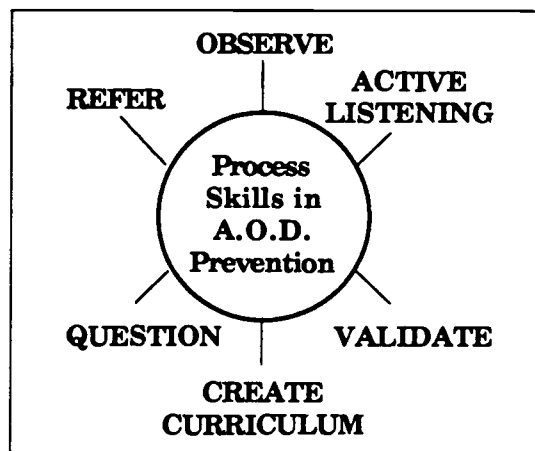 OBSERVE
ACTIVE
LISTENING
REFER
Process
Skills in
A.O.D.
Prevention
QUESTION
VALIDATE
CREATE
CURRICULUM